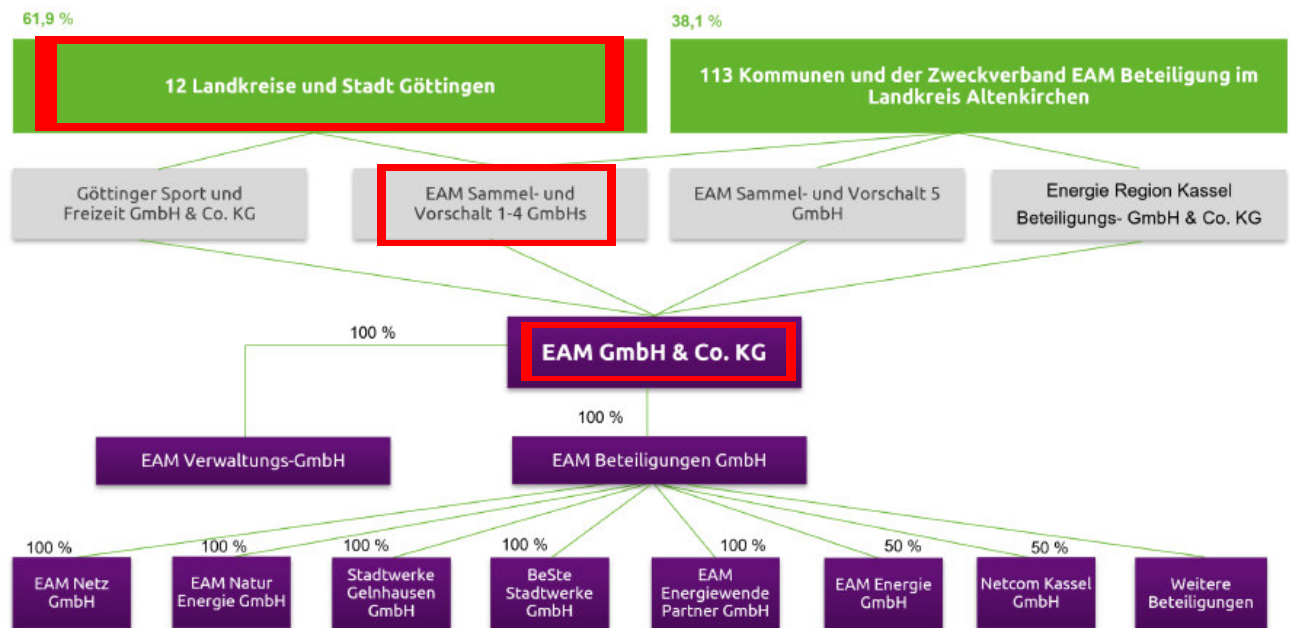 61,9 %
38,1 %
12 Landkreise und Stadt Göttingen
113 Kommunen und der Zweckverband EAM Beteiligung im
Landkreis Altenkirchen
Göttinger Sport und
Freizeit GmbH & Co. KG
EAM Sammel- und
Vorschalt 1-4 GmbHs
EAM Sammel- und Vorschalt 5
GmbH
Energie Region Kassel
Beteiligungs- GmbH & Co. KG
100 %
EAM GmbH & Co. KG
100 %
EAM Verwaltungs-GmbH
EAM Beteiligungen GmbH
100 %
100 %
100 %
100 %
100 %
50 %
50 %
EAM Netz
GmbH
EAM Natur
Energie GmbH
Stadtwerke
Gelnhausen
GmbH
BeSte
Stadtwerke
GmbH
EAM
Energiewende
Partner GmbH
EAM Energie
GmbH
Netcom Kassel
GmbH
Weitere
Beteiligungen